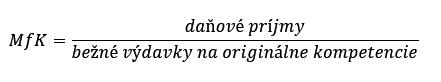 MfK = daňové príjmy
bežné výdavky na originálne kompetencie